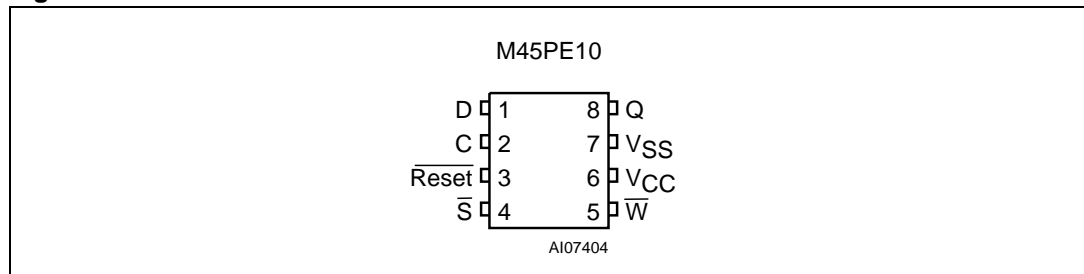 M45PE10
D 1 8 Q
C 2 7 VSS
Reset 3 6 VCC
S 4 5 W
AI07404